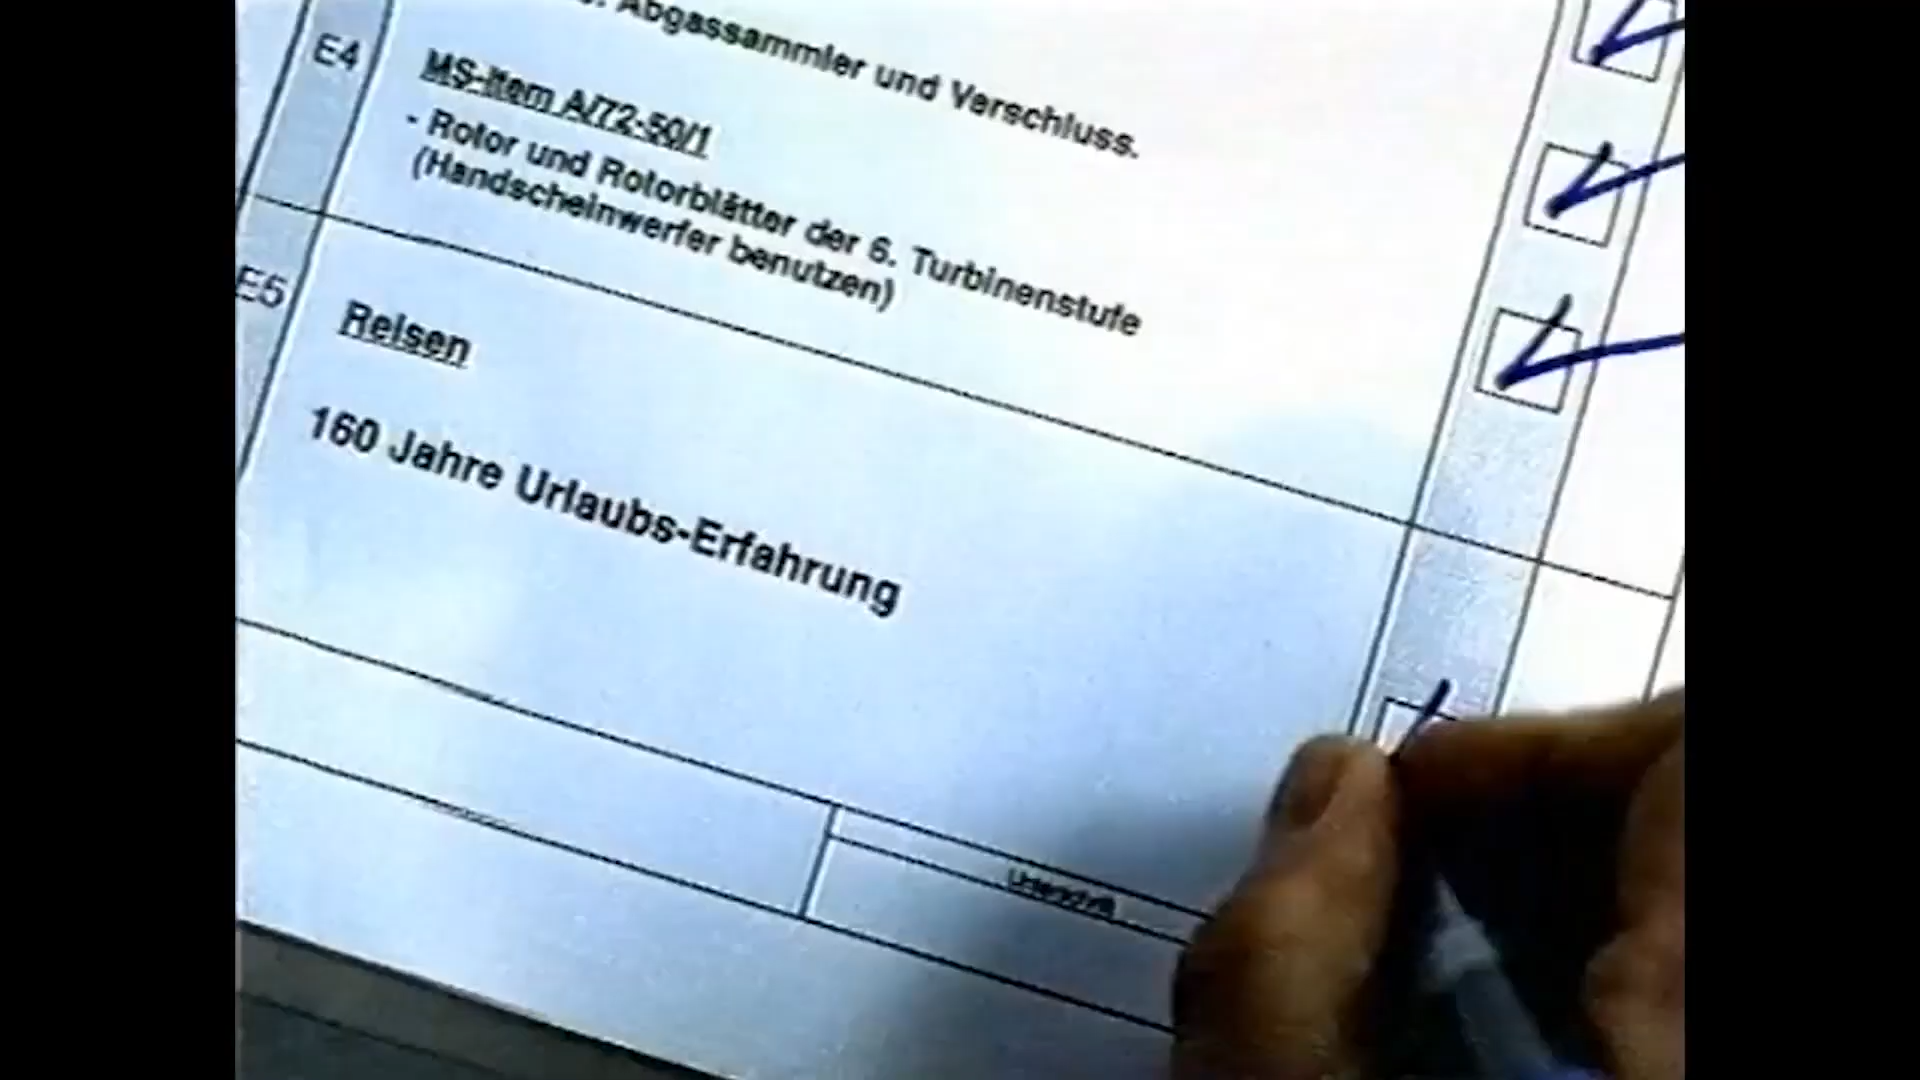 Abgassammler und Verschluss.
E4
MS-Item A/72-50/1
- Rotor und Rotorblätter der 6. Turbinenstufe
(Handscheinwerfer benutzen)
E5
Reisen
160 Jahre Urlaubs-Erfahrung
Unterschrift